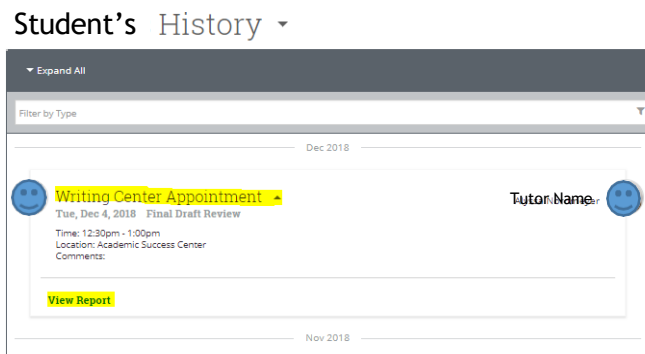 Student's History
Expand All
Filter by Type
Dec 2018
Writing Center Appointment
Tutor Name
Tue, Dec 4, 2018 Final Draft Review
Time: 12:30pm - 1:00pm
Location: Academic Success Center
Comments:
View Report
Nov 2018